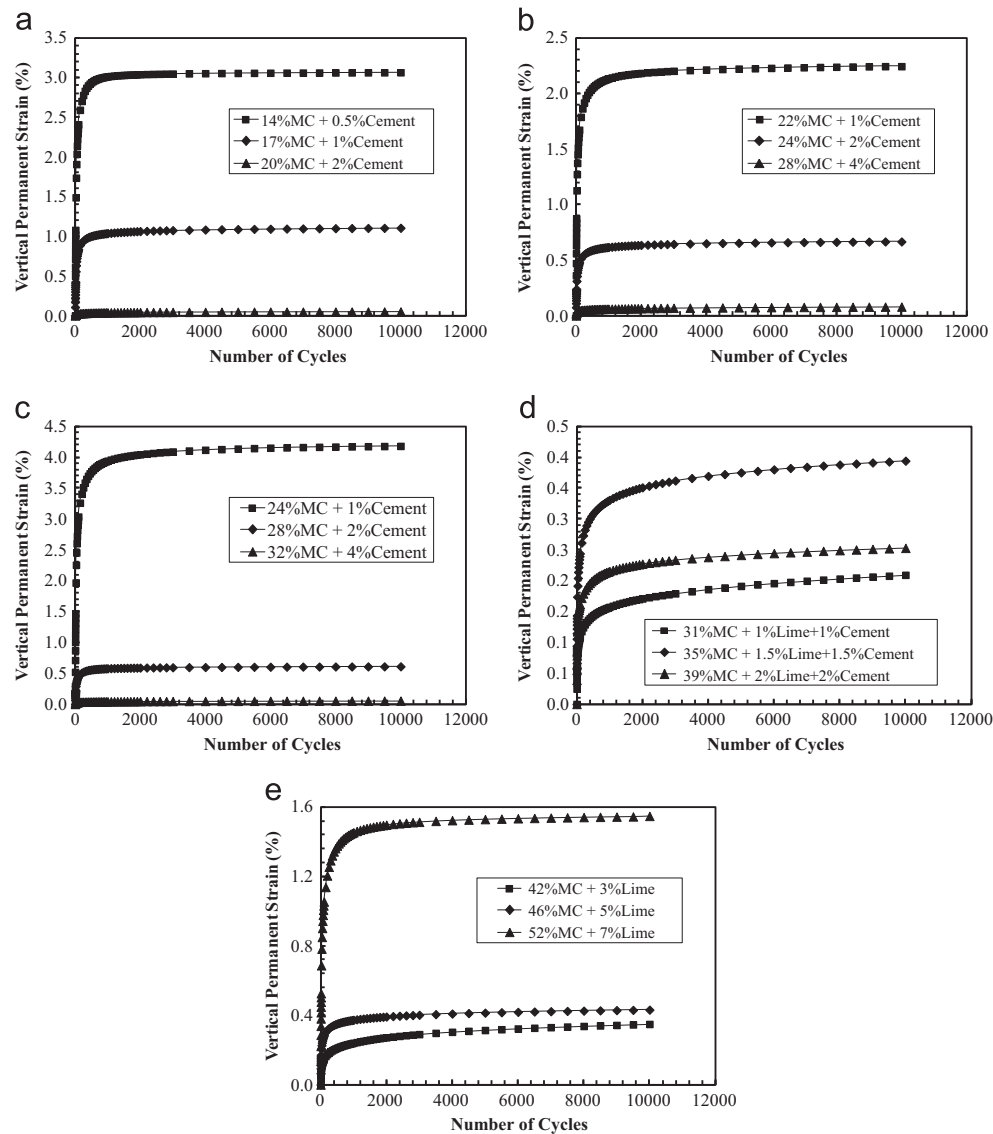 a
3.5
3.0
2.5
2.0
1.5
1.0
0.5
0.0
Vertical Permanent Strain (%)
14%MC + 0.5%Cement
17%MC + 1%Cement
20%MC + 2%Cement
0 2000 4000 6000 8000 10000 12000
Number of Cycles
b
2.5
2.0
1.5
1.0
0.5
0.0
Vertical Permanent Strain (%)
22%MC + 1%Cement
24%MC + 2%Cement
28%MC + 4%Cement
0 2000 4000 6000 8000 10000 12000
Number of Cycles
c
4.5
4.0
3.5
3.0
2.5
2.0
1.5
1.0
0.5
0.0
Vertical Permanent Strain (%)
24%MC + 1%Cement
28%MC + 2%Cement
32%MC + 4%Cement
0 2000 4000 6000 8000 10000 12000
Number of Cycles
d
0.5
0.4
0.4
0.3
0.3
0.2
0.2
0.1
0.1
0.0
Vertical Permanent Strain (%)
31%MC + 1%Lime+1%Cement
35%MC + 1.5%Lime+1.5%Cement
39%MC + 2%Lime+2%Cement
0 2000 4000 6000 8000 10000 12000
Number of Cycles
e
1.6
1.2
0.8
0.4
0.0
Vertical Permanent Strain (%)
42%MC + 3%Lime
46%MC + 5%Lime
52%MC + 7%Lime
0 2000 4000 6000 8000 10000 12000
Number of Cycles